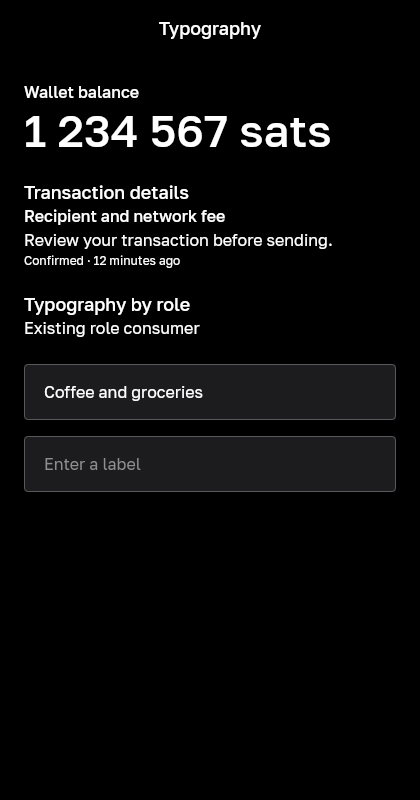 Typography
Wallet balance
1 234 567 sats
Transaction details
Recipient and network fee
Review your transaction before sending.
Confirmed · 12 minutes ago
Typography by role
Existing role consumer
Coffee and groceries
Enter a label